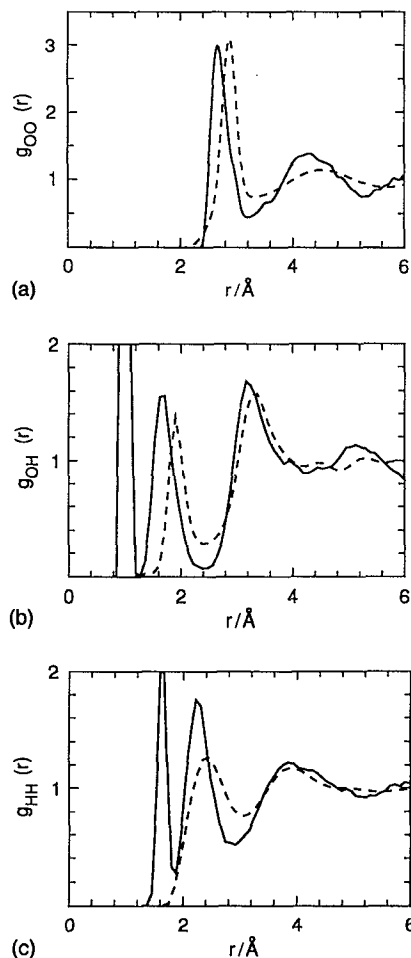 3
2
1
g_OO (r)
0 2 4 6
(a) r/Å
2
1
g_OH (r)
0 2 4 6
(b) r/Å
2
1
g_HH (r)
0 2 4 6
(c) r/Å